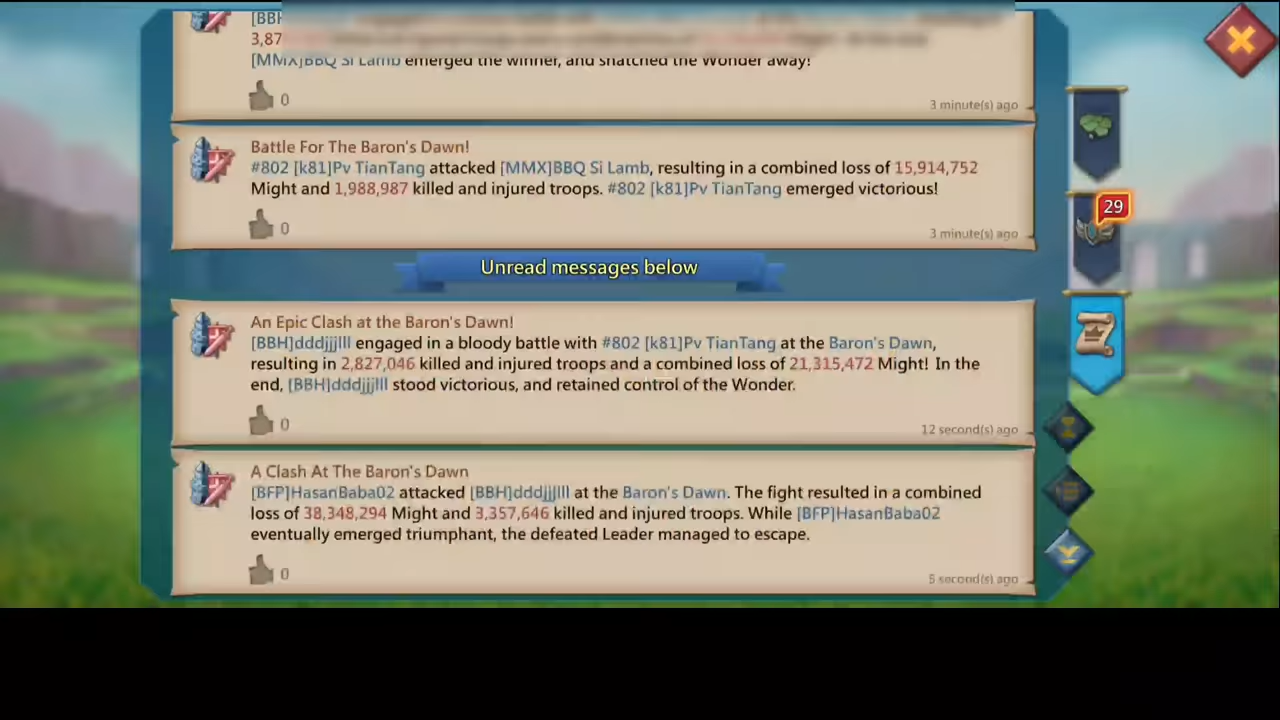 [BBH
3,87
[MMX]BBQ Si Lamb emerged the winner, and snatched the Wonder away!
0
3 minute(s) ago
Battle For The Baron's Dawn!
#802 [k81]Pv TianTang attacked [MMX]BBQ Si Lamb, resulting in a combined loss of 15,914,752
Might and 1,988,987 killed and injured troops. #802 [k81]Pv TianTang emerged victorious!
0
3 minute(s) ago
29
Unread messages below
An Epic Clash at the Baron's Dawn!
[BBH]dddjjjlll engaged in a bloody battle with #802 [k81]Pv TianTang at the Baron's Dawn,
resulting in 2,827,046 killed and injured troops and a combined loss of 21,315,472 Might! In the
end, [BBH]dddjjjlll stood victorious, and retained control of the Wonder.
0
12 second(s) ago
A Clash At The Baron's Dawn
[BFP]HasanBaba02 attacked [BBH]dddjjjlll at the Baron's Dawn. The fight resulted in a combined
loss of 38,348,294 Might and 3,357,646 killed and injured troops. While [BFP]HasanBaba02
eventually emerged triumphant, the defeated Leader managed to escape.
0
5 second(s) ago